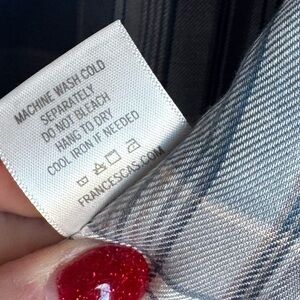 MACHINE WASH COLD
SEPARATELY
DO NOT BLEACH
HANG TO DRY
COOL IRON IF NEEDED
FRANCESCAS.COM